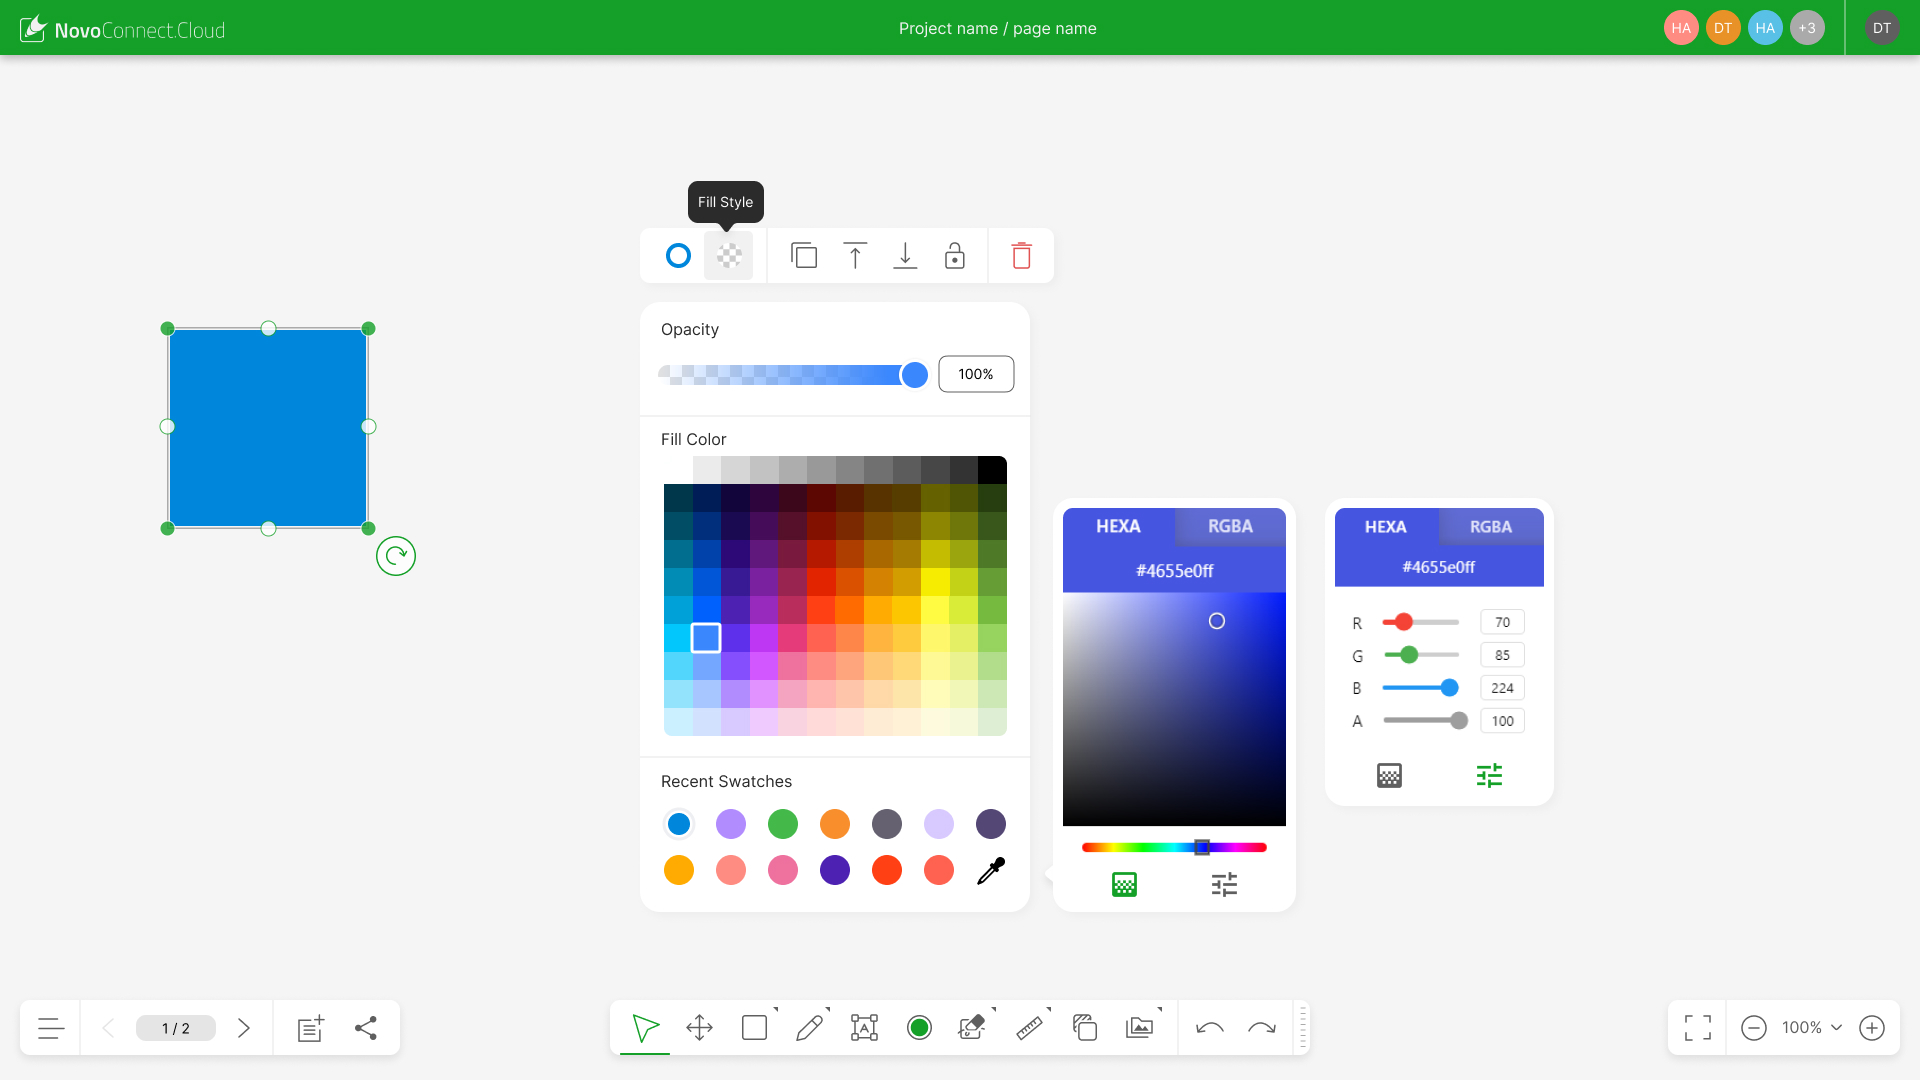 NovoConnect.Cloud
Project name / page name
HA DT HA +3 DT
Fill Style
Opacity
100%
Fill Color
HEXA RGBA
#4655e0ff
HEXA RGBA
#4655e0ff
R 70
G 85
B 224
A 100
Recent Swatches
1 / 2
A
100%